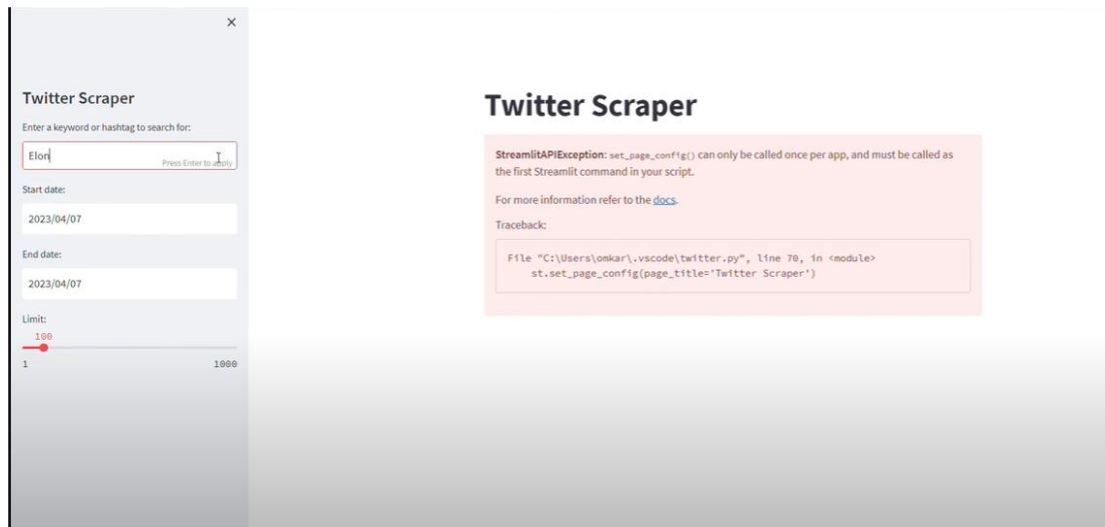 Twitter Scraper
Enter a keyword or hashtag to search for:
Elon
Press Enter to apply
Start date:
2023/04/07
End date:
2023/04/07
Limit:
100
1 1000
Twitter Scraper
StreamlitAPIException: set_page_config() can only be called once per app, and must be called as
the first Streamlit command in your script.
For more information refer to the docs.
Traceback:
File "C:\Users\omkar\.vscode\twitter.py", line 70, in <module>
st.set_page_config(page_title='Twitter Scraper')